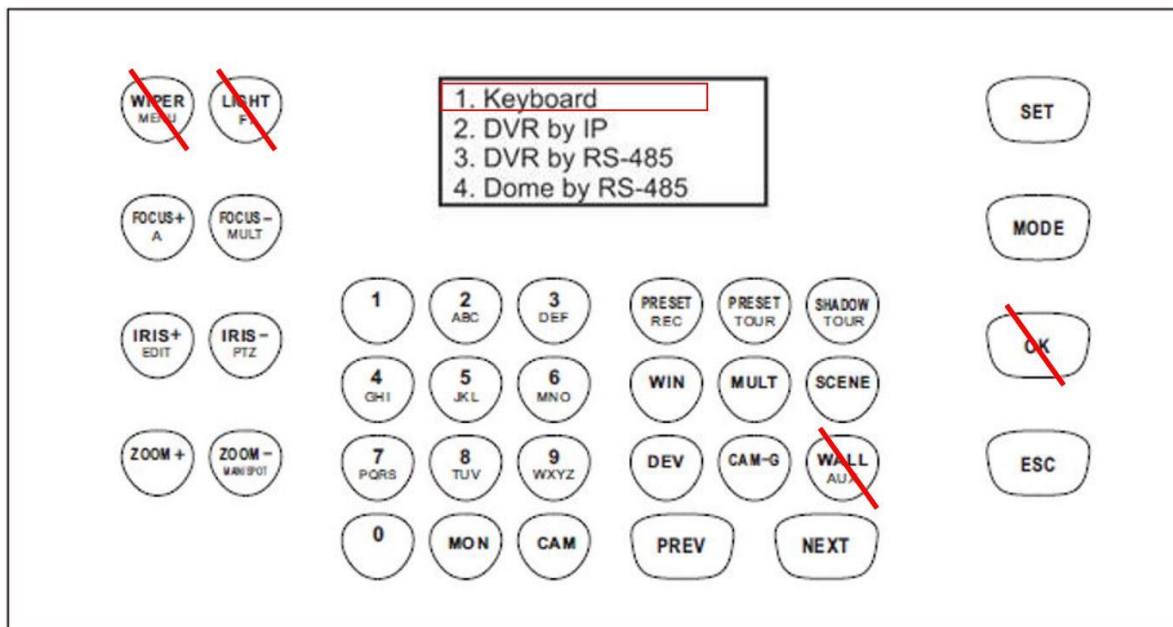 WIPER
MENU
LIGHT
1. Keyboard
2. DVR by IP
3. DVR by RS-485
4. Dome by RS-485
SET
FOCUS+
A
FOCUS-
MULT
MODE
1
2
ABC
3
DEF
PRESET
REC
PRESET
TOUR
SHADOW
TOUR
IRIS+
EDIT
IRIS-
PTZ
OK
4
GHI
5
JKL
6
MNO
WIN
MULT
SCENE
ZOOM+
ZOOM-
MAN/SPOT
7
PQRS
8
TUV
9
WXYZ
DEV
CAM-G
WALL
AUX
ESC
0
MON
CAM
PREV
NEXT